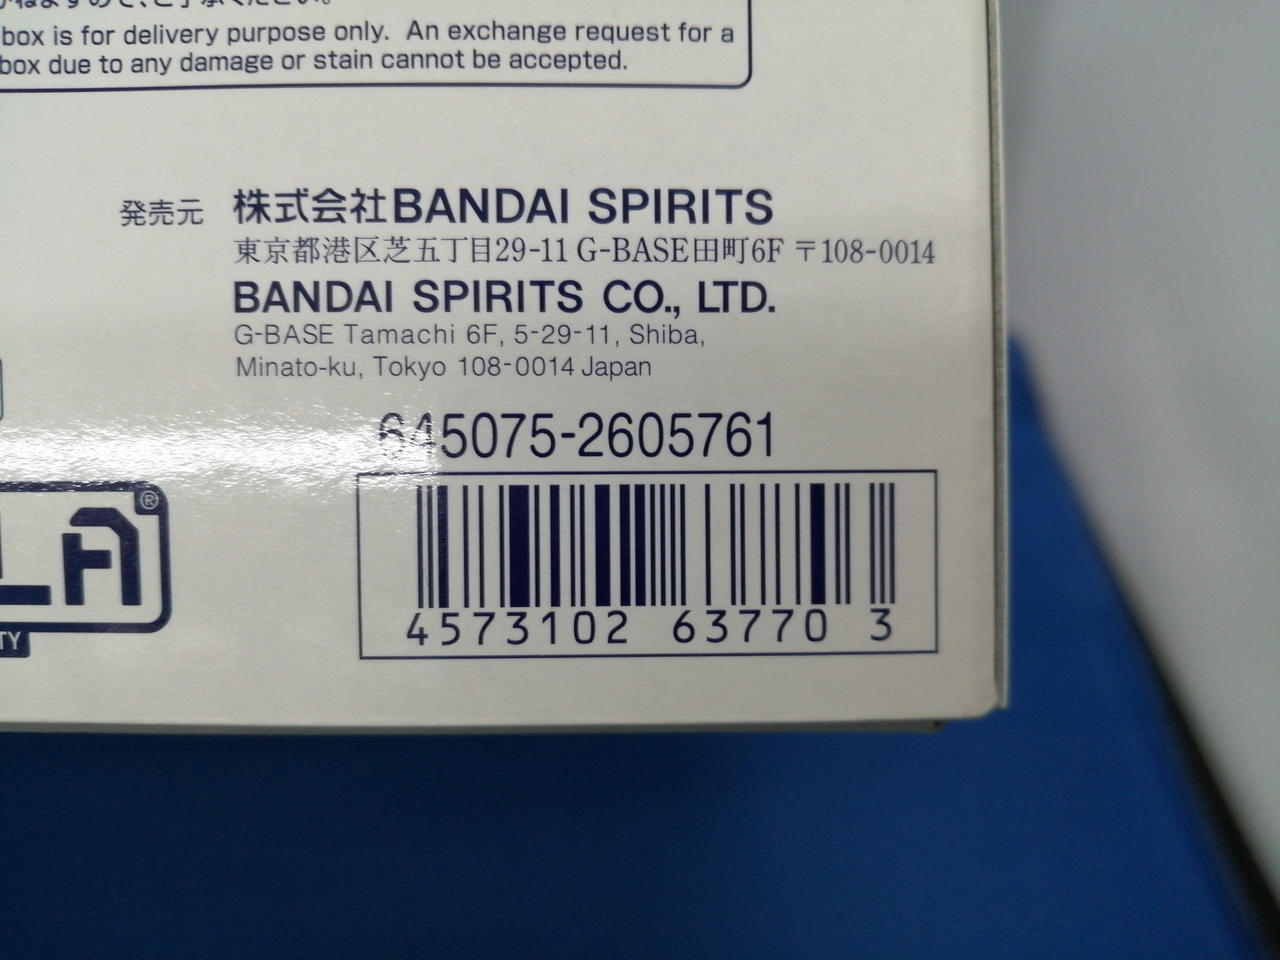 box is for delivery purpose only. An exchange request for a
box due to any damage or stain cannot be accepted.
発売元 株式会社BANDAI SPIRITS
東京都港区芝五丁目29-11 G-BASE田町6F 〒108-0014
BANDAI SPIRITS CO., LTD.
G-BASE Tamachi 6F, 5-29-11, Shiba,
Minato-ku, Tokyo 108-0014 Japan
645075-2605761
4573102 63770 3
®
TY